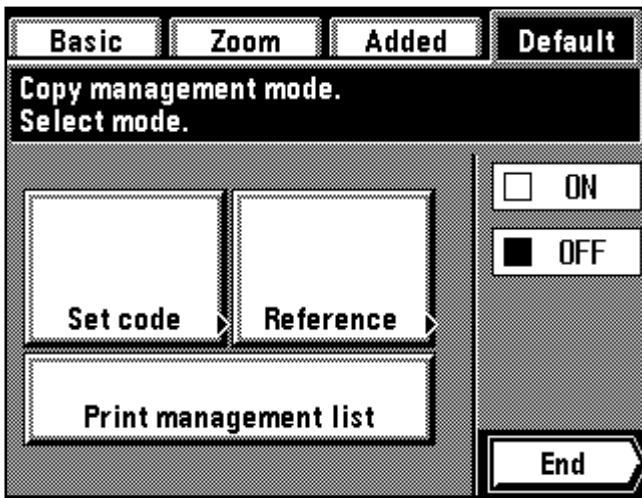 Basic Zoom Added Default
Copy management mode.
Select mode.
ON
OFF
Set code Reference
Print management list
End